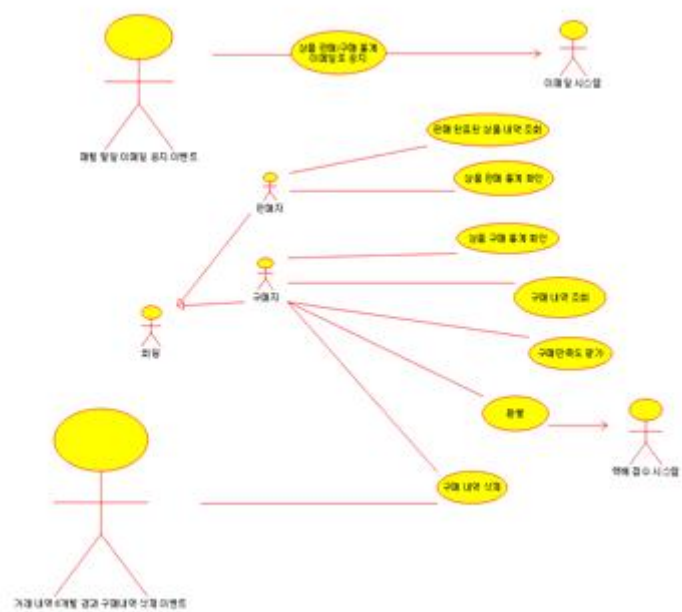 상품 판매/구매 통계
이메일로 공지
이메일 시스템
매월 말일 이메일 공지 이벤트
판매 완료된 상품 내역 조회
상품 판매 통계 확인
판매자
상품 구매 통계 확인
구매자
구매 내역 조회
회원
구매만족도 평가
환불
택배 접수 시스템
구매 내역 삭제
거래 내역 6개월 경과 구매내역 삭제 이벤트